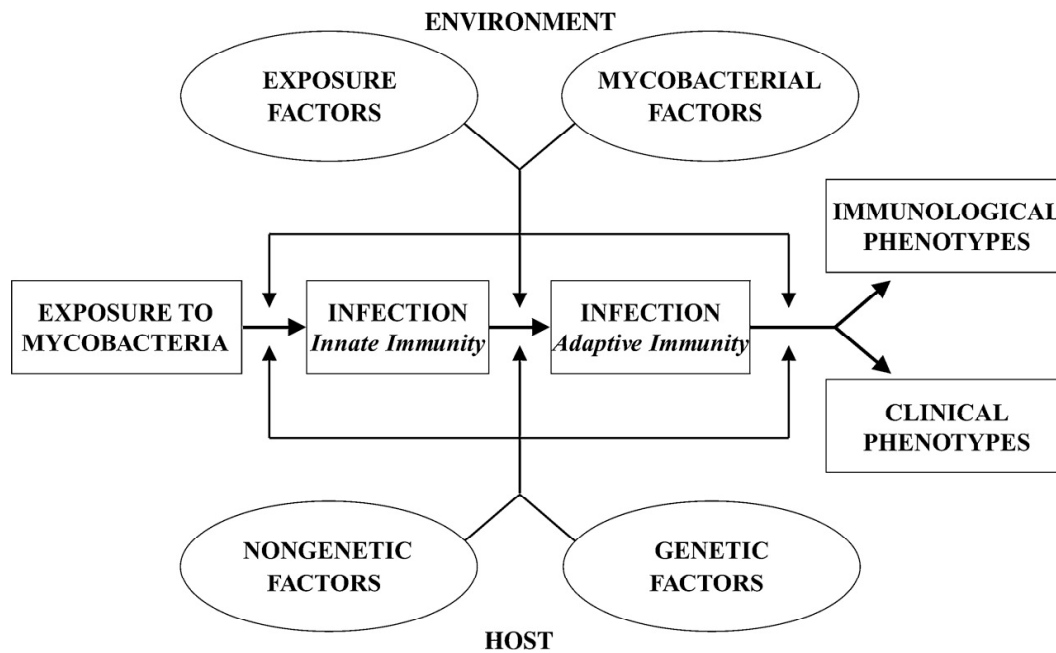 ENVIRONMENT
EXPOSURE
FACTORS
MYCOBACTERIAL
FACTORS
IMMUNOLOGICAL
PHENOTYPES
EXPOSURE TO
MYCOBACTERIA
INFECTION
Innate Immunity
INFECTION
Adaptive Immunity
CLINICAL
PHENOTYPES
NONGENETIC
FACTORS
GENETIC
FACTORS
HOST